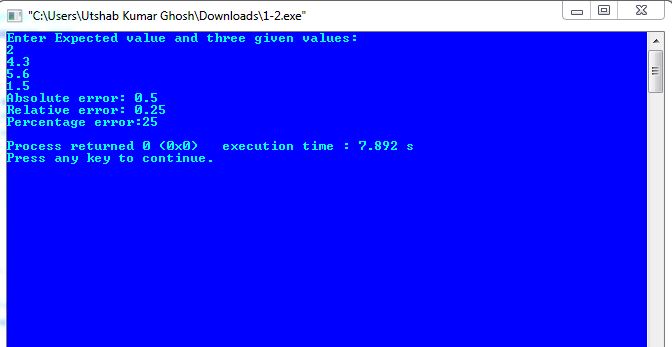 "C:\Users\Utshab Kumar Ghosh\Downloads\1-2.exe"
Enter Expected value and three given values:
2
4.3
5.6
1.5
Absolute error: 0.5
Relative error: 0.25
Percentage error:25
Process returned 0 (0x0)   execution time : 7.892 s
Press any key to continue.